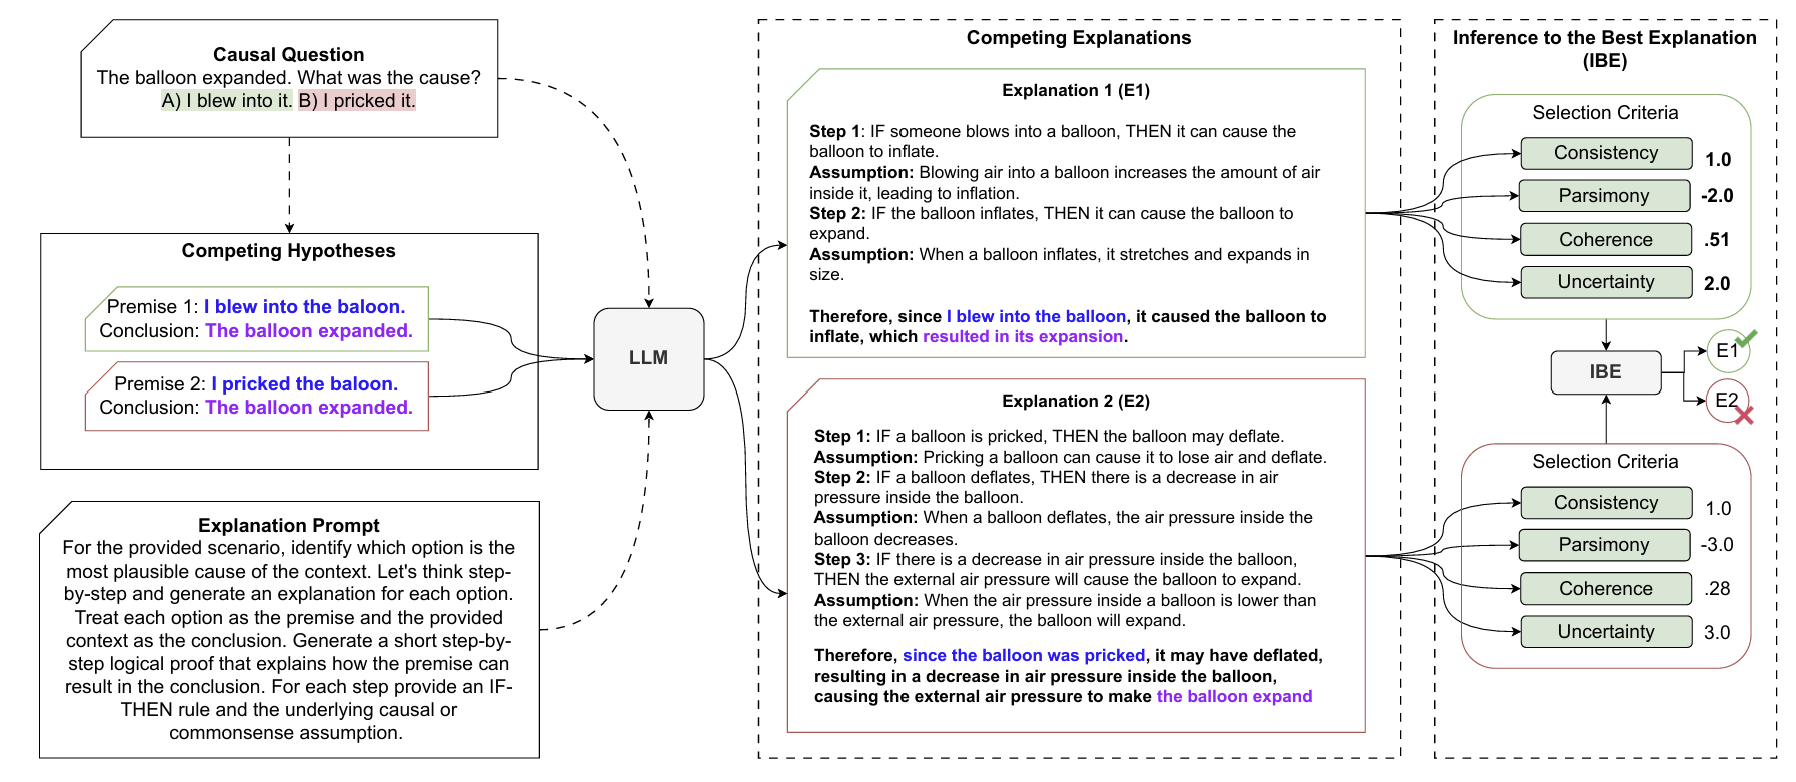 Causal Question
The balloon expanded. What was the cause?
A) I blew into it. B) I pricked it.
Competing Hypotheses
Premise 1: I blew into the baloon.
Conclusion: The balloon expanded.
Premise 2: I pricked the baloon.
Conclusion: The balloon expanded.
Explanation Prompt
For the provided scenario, identify which option is the
most plausible cause of the context. Let's think step-
by-step and generate an explanation for each option.
Treat each option as the premise and the provided
context as the conclusion. Generate a short step-by-
step logical proof that explains how the premise can
result in the conclusion. For each step provide an IF-
THEN rule and the underlying causal or
commonsense assumption.
LLM
Competing Explanations
Explanation 1 (E1)
Step 1: IF someone blows into a balloon, THEN it can cause the
balloon to inflate.
Assumption: Blowing air into a balloon increases the amount of air
inside it, leading to inflation.
Step 2: IF the balloon inflates, THEN it can cause the balloon to
expand.
Assumption: When a balloon inflates, it stretches and expands in
size.
Therefore, since I blew into the balloon, it caused the balloon to
inflate, which resulted in its expansion.
Explanation 2 (E2)
Step 1: IF a balloon is pricked, THEN the balloon may deflate.
Assumption: Pricking a balloon can cause it to lose air and deflate.
Step 2: IF a balloon deflates, THEN there is a decrease in air
pressure inside the balloon.
Assumption: When a balloon deflates, the air pressure inside the
balloon decreases.
Step 3: IF there is a decrease in air pressure inside the balloon,
THEN the external air pressure will cause the balloon to expand.
Assumption: When the air pressure inside a balloon is lower than
the external air pressure, the balloon will expand.
Therefore, since the balloon was pricked, it may have deflated,
resulting in a decrease in air pressure inside the balloon,
causing the external air pressure to make the balloon expand
Inference to the Best Explanation
(IBE)
Selection Criteria
Consistency 1.0
Parsimony -2.0
Coherence .51
Uncertainty 2.0
IBE
E1
E2
Selection Criteria
Consistency 1.0
Parsimony -3.0
Coherence .28
Uncertainty 3.0